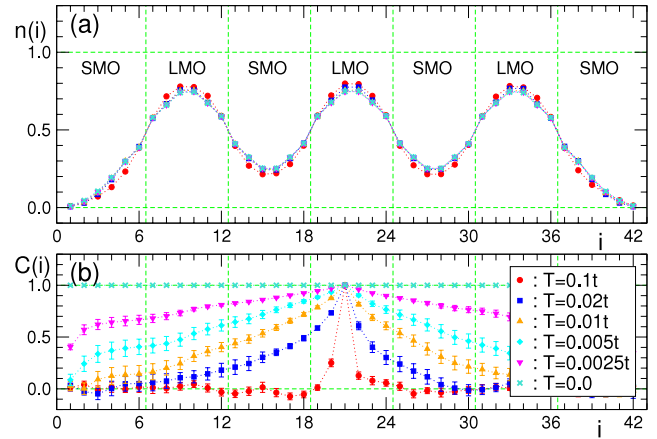 n(i) (a)
1.0
SMO LMO SMO LMO SMO LMO SMO
0.5
0.0
0 6 12 18 24 30 36 42
i
C(i) (b)
1.0
0.5
0.0
: T=0.1t
: T=0.02t
: T=0.01t
: T=0.005t
: T=0.0025t
: T=0.0
0 6 12 18 24 30 36 42
i